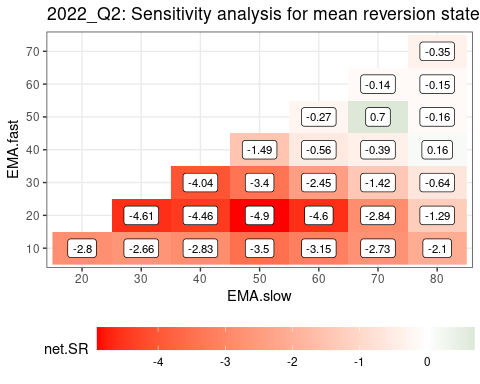 2022_Q2: Sensitivity analysis for mean reversion state
EMA.fast
70
-0.35
60
-0.14 -0.15
50
-0.27 0.7 -0.16
40
-1.49 -0.56 -0.39 0.16
30
-4.04 -3.4 -2.45 -1.42 -0.64
20
-4.61 -4.46 -4.9 -4.6 -2.84 -1.29
10
-2.8 -2.66 -2.83 -3.5 -3.15 -2.73 -2.1
20 30 40 50 60 70 80
EMA.slow
net.SR
-4 -3 -2 -1 0